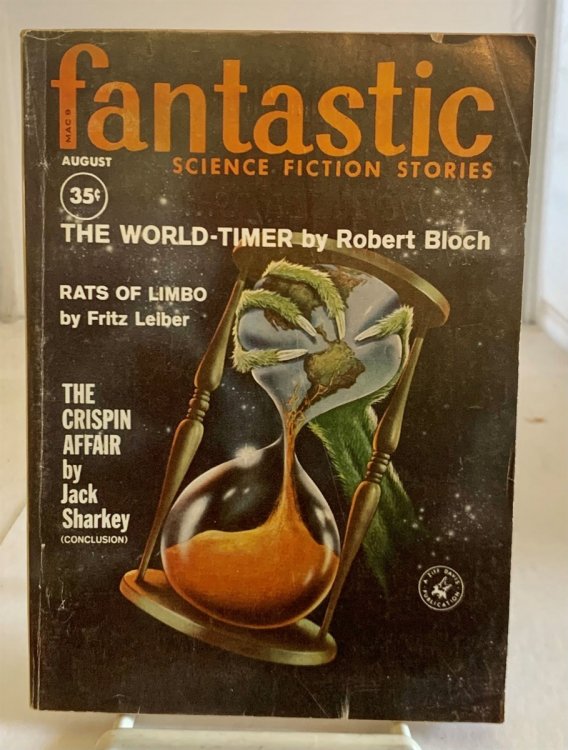 fantastic
MAC 9
AUGUST
SCIENCE FICTION STORIES
35¢
THE WORLD-TIMER by Robert Bloch
RATS OF LIMBO
by Fritz Leiber
THE
CRISPIN
AFFAIR
by
Jack
Sharkey
(CONCLUSION)
A ZIFF DAVIS
PUBLICATION